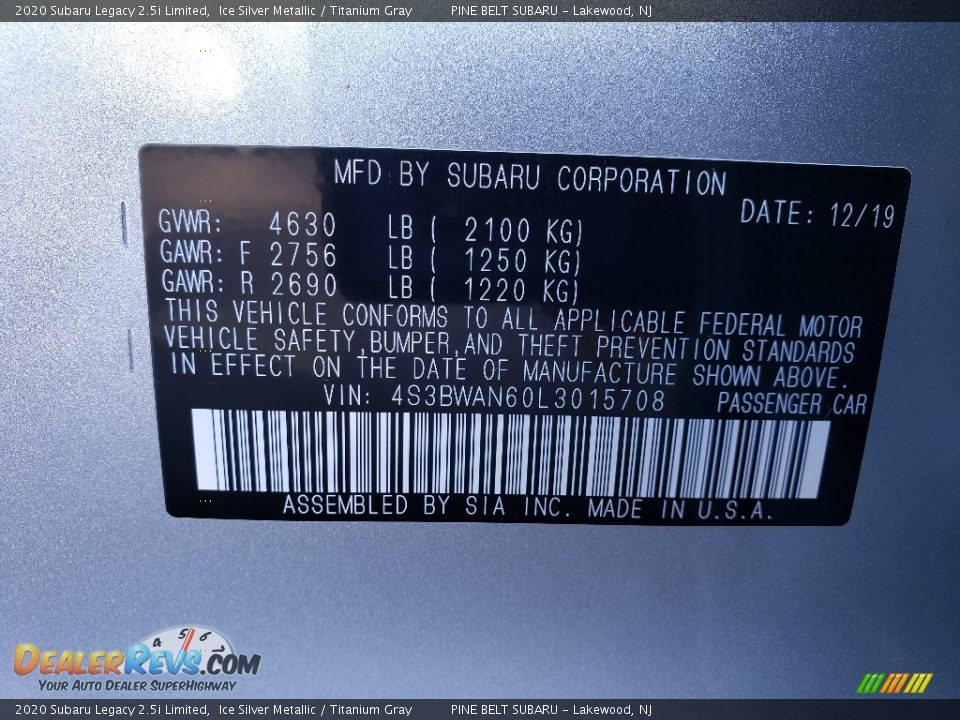 2020 Subaru Legacy 2.5i Limited, Ice Silver Metallic / Titanium Gray PINE BELT SUBARU - Lakewood, NJ
MFD BY SUBARU CORPORATION
DATE: 12/19
GVWR: 4630 LB ( 2100 KG)
GAWR: F 2756 LB ( 1250 KG)
GAWR: R 2690 LB ( 1220 KG)
THIS VEHICLE CONFORMS TO ALL APPLICABLE FEDERAL MOTOR
VEHICLE SAFETY,BUMPER,AND THEFT PREVENTION STANDARDS
IN EFFECT ON THE DATE OF MANUFACTURE SHOWN ABOVE.
VIN: 4S3BWAN60L3015708 PASSENGER CAR
ASSEMBLED BY SIA INC. MADE IN U.S.A.
4 5 6 7
DEALERREVS.COM
YOUR AUTO DEALER SUPERHIGHWAY
2020 Subaru Legacy 2.5i Limited, Ice Silver Metallic / Titanium Gray PINE BELT SUBARU - Lakewood, NJ